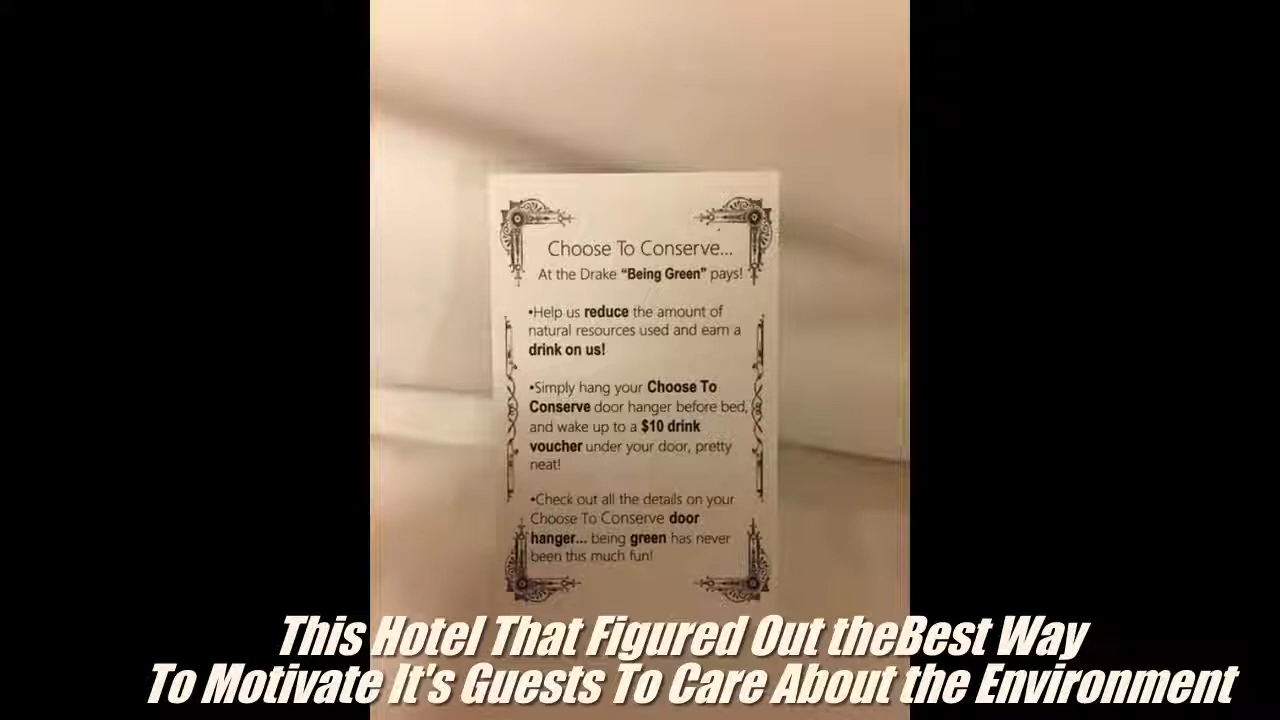 Choose To Conserve...
At the Drake “Being Green” pays!
•Help us reduce the amount of
natural resources used and earn a
drink on us!
•Simply hang your Choose To
Conserve door hanger before bed,
and wake up to a $10 drink
voucher under your door, pretty
neat!
•Check out all the details on your
Choose To Conserve door
hanger... being green has never
been this much fun!
This Hotel That Figured Out theBest Way
To Motivate It's Guests To Care About the Environment